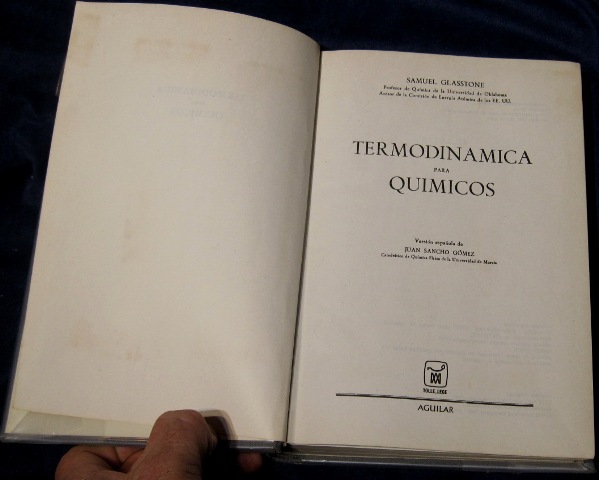 SAMUEL GLASSTONE
Profesor de Química de la Universidad de Oklahoma
Asesor de la Comisión de Energía Atómica de los EE. UU.
TERMODINAMICA
PARA
QUIMICOS
Versión española de
JUAN SANCHO GÓMEZ
Catedrático de Química Física de la Universidad de Murcia
TOLLE, LEGE
AGUILAR